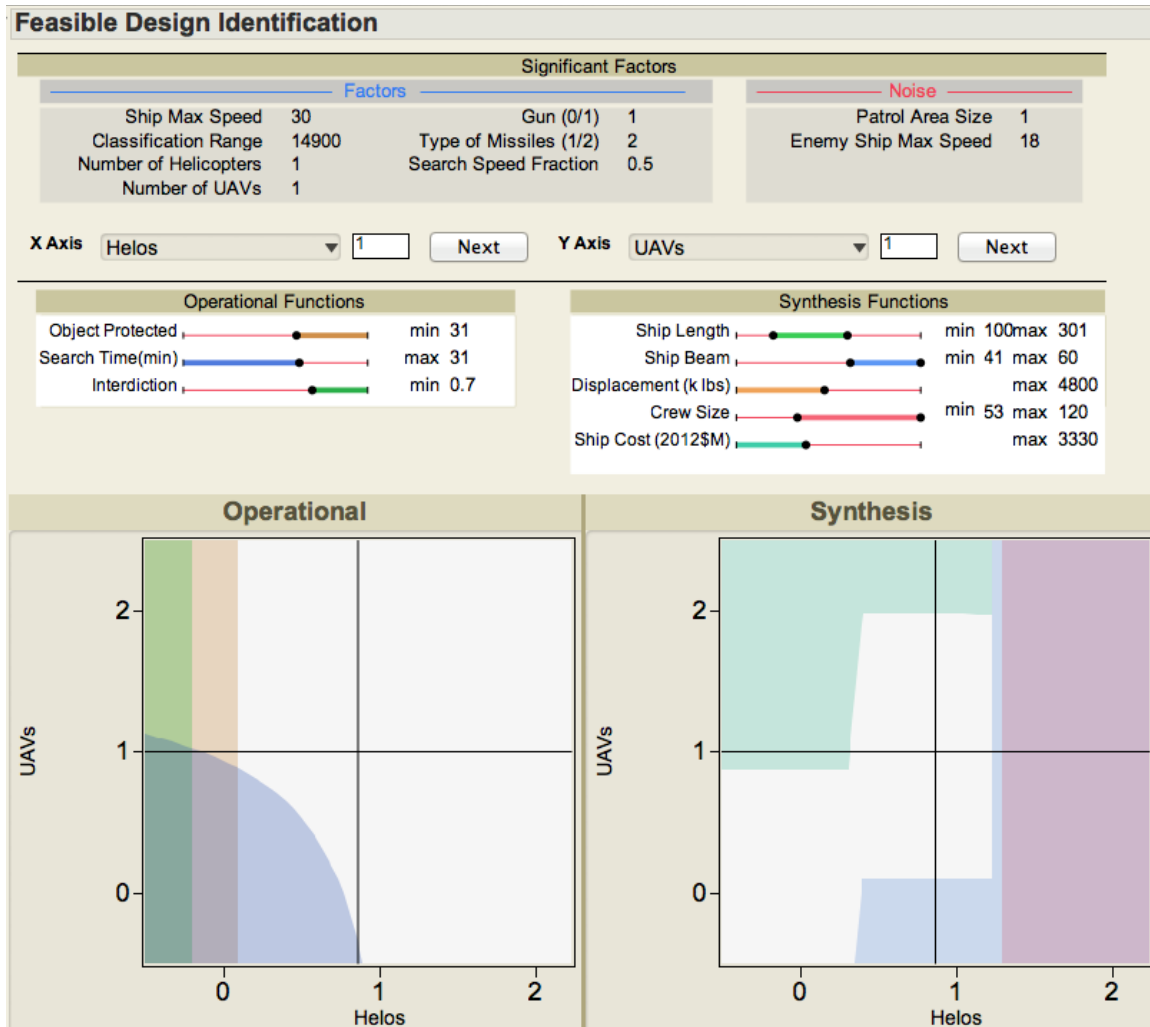 Feasible Design Identification
Significant Factors
Factors
Noise
Ship Max Speed 30 Gun (0/1) 1 Patrol Area Size 1
Classification Range 14900 Type of Missiles (1/2) 2 Enemy Ship Max Speed 18
Number of Helicopters 1 Search Speed Fraction 0.5
Number of UAVs 1
X Axis Helos 1 Next Y Axis UAVs 1 Next
Operational Functions
Object Protected min 31
Search Time(min) max 31
Interdiction min 0.7
Synthesis Functions
Ship Length min 100max 301
Ship Beam min 41 max 60
Displacement (k lbs) max 4800
Crew Size min 53 max 120
Ship Cost (2012$M) max 3330
Operational
2
1
0
UAVs
0 1 2
Helos
Synthesis
2
1
0
UAVs
0 1 2
Helos